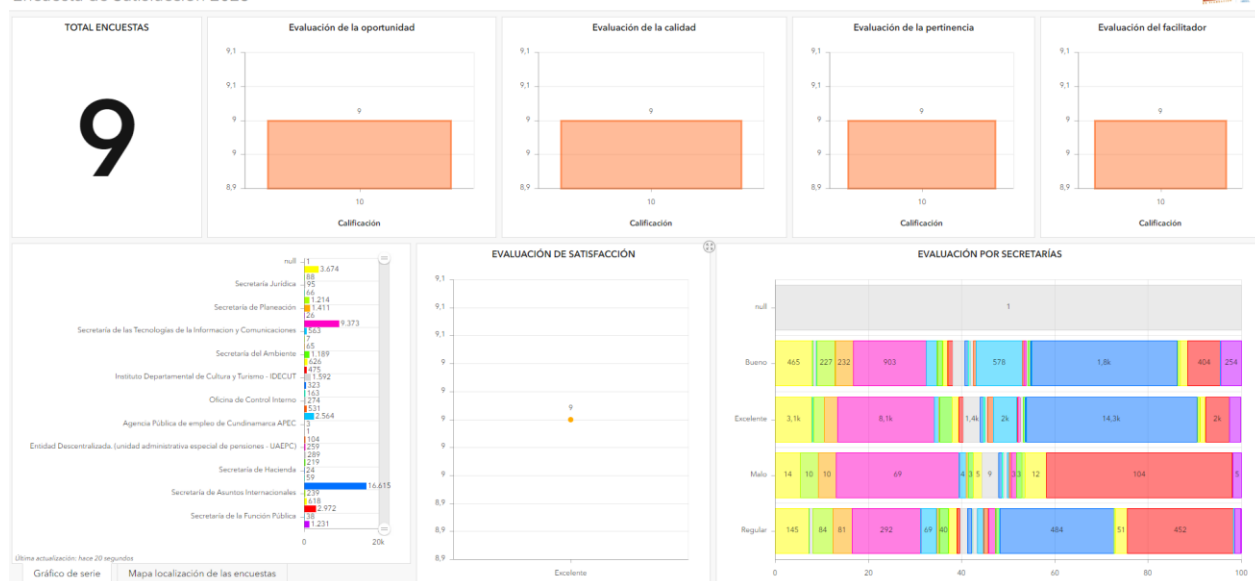 Encuesta de Satisfacción 2023
TOTAL ENCUESTAS
9
Evaluación de la oportunidad
9,1
9,1
9
9
8,9
9
10
Calificación
Evaluación de la calidad
9,1
9,1
9
9
8,9
9
10
Calificación
Evaluación de la pertinencia
9,1
9,1
9
9
8,9
9
10
Calificación
Evaluación del facilitador
9,1
9,1
9
9
8,9
9
10
Calificación
null 1
3.674
88
Secretaría Jurídica 95
66
1.214
Secretaría de Planeación 1.411
26
9.373
Secretaría de las Tecnologías de la Informacion y Comunicaciones 563
7
65
Secretaría del Ambiente 1.189
626
475
Instituto Departamental de Cultura y Turismo - IDECUT 1.592
323
163
Oficina de Control Interno 274
531
2.564
Agencia Pública de empleo de Cundinamarca APEC 3
1
104
Entidad Descentralizada. (unidad administrativa especial de pensiones - UAEPC) 259
289
219
Secretaría de Hacienda 24
59
16.615
Secretaría de Asuntos Internacionales 239
618
2.972
Secretaría de la Función Pública 38
1.231
0 20k
Última actualización: hace 20 segundos
Gráfico de serie Mapa localización de las encuestas
EVALUACIÓN DE SATISFACCIÓN
9,1
9,1
9,1
9
9
9
8,9
8,9
8,9
9
Excelente
EVALUACIÓN POR SECRETARÍAS
null 1
Bueno 465 227 232 903 578 1,8k 404 254
Excelente 3,1k 8,1k 1,4k 2k 14,3k 2k
Malo 14 10 10 69 4 3 5 9 3 3 12 104 5
Regular 145 84 81 292 69 40 484 51 452
0 20 40 60 80 100